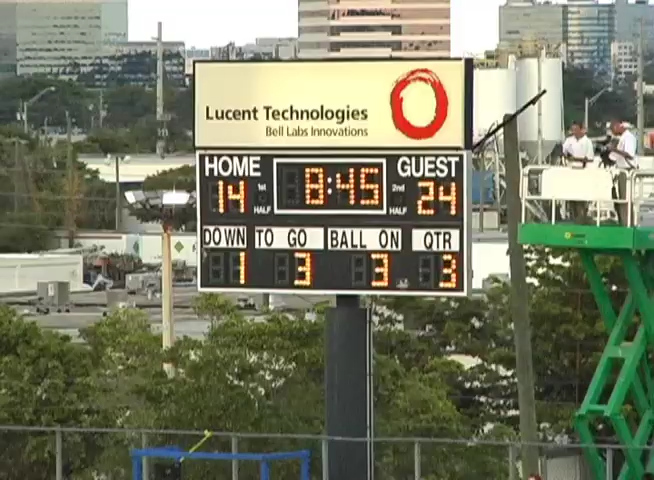 Lucent Technologies
Bell Labs Innovations
HOME 8:45 GUEST
14 1st HALF 2nd HALF 24
DOWN TO GO BALL ON QTR
1 3 3 3